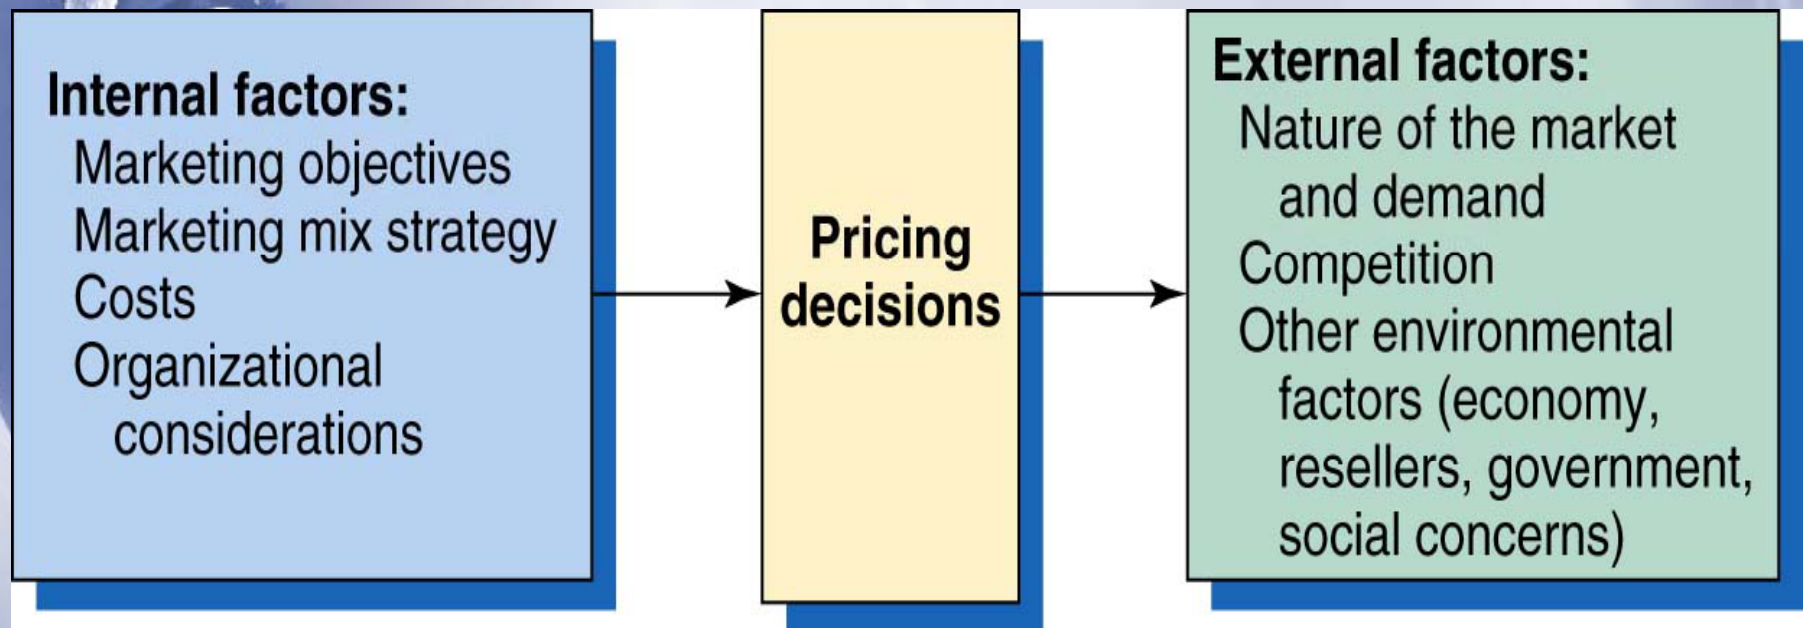 Internal factors:
Marketing objectives
Marketing mix strategy
Costs
Organizational
considerations
Pricing
decisions
External factors:
Nature of the market
and demand
Competition
Other environmental
factors (economy,
resellers, government,
social concerns)